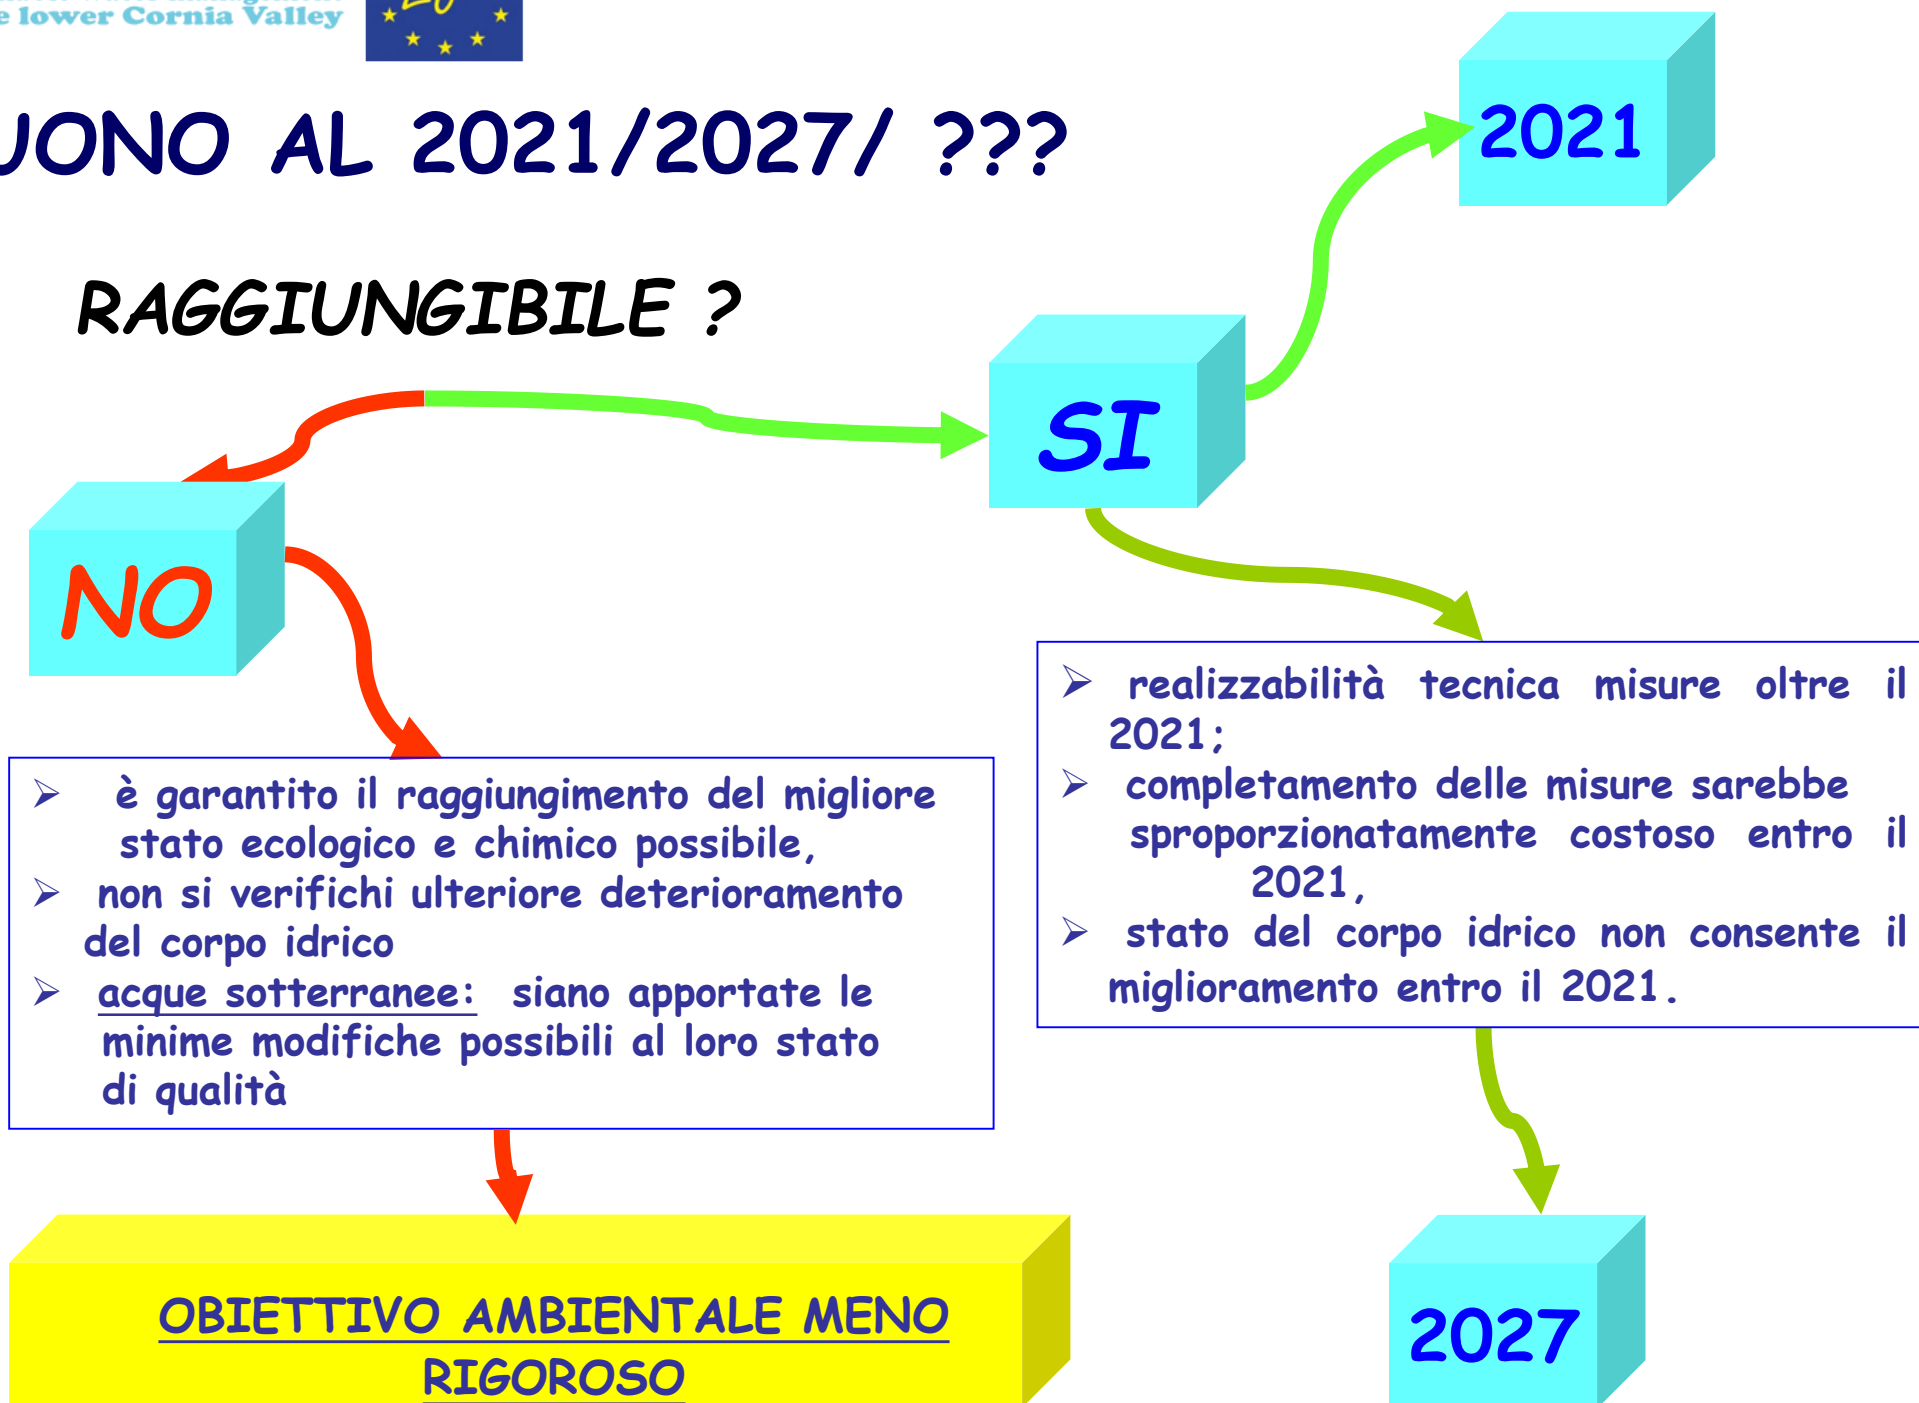 e lower Cornia Valley
UONO AL 2021/2027/ ???
2021
RAGGIUNGIBILE ?
SI
NO
➢ realizzabilità tecnica misure oltre il
2021;
➢ completamento delle misure sarebbe
sproporzionatamente costoso entro il
2021,
➢ stato del corpo idrico non consente il
miglioramento entro il 2021.
➢ è garantito il raggiungimento del migliore
stato ecologico e chimico possibile,
➢ non si verifichi ulteriore deterioramento
del corpo idrico
➢ acque sotterranee: siano apportate le
minime modifiche possibili al loro stato
di qualità
OBIETTIVO AMBIENTALE MENO
RIGOROSO
2027